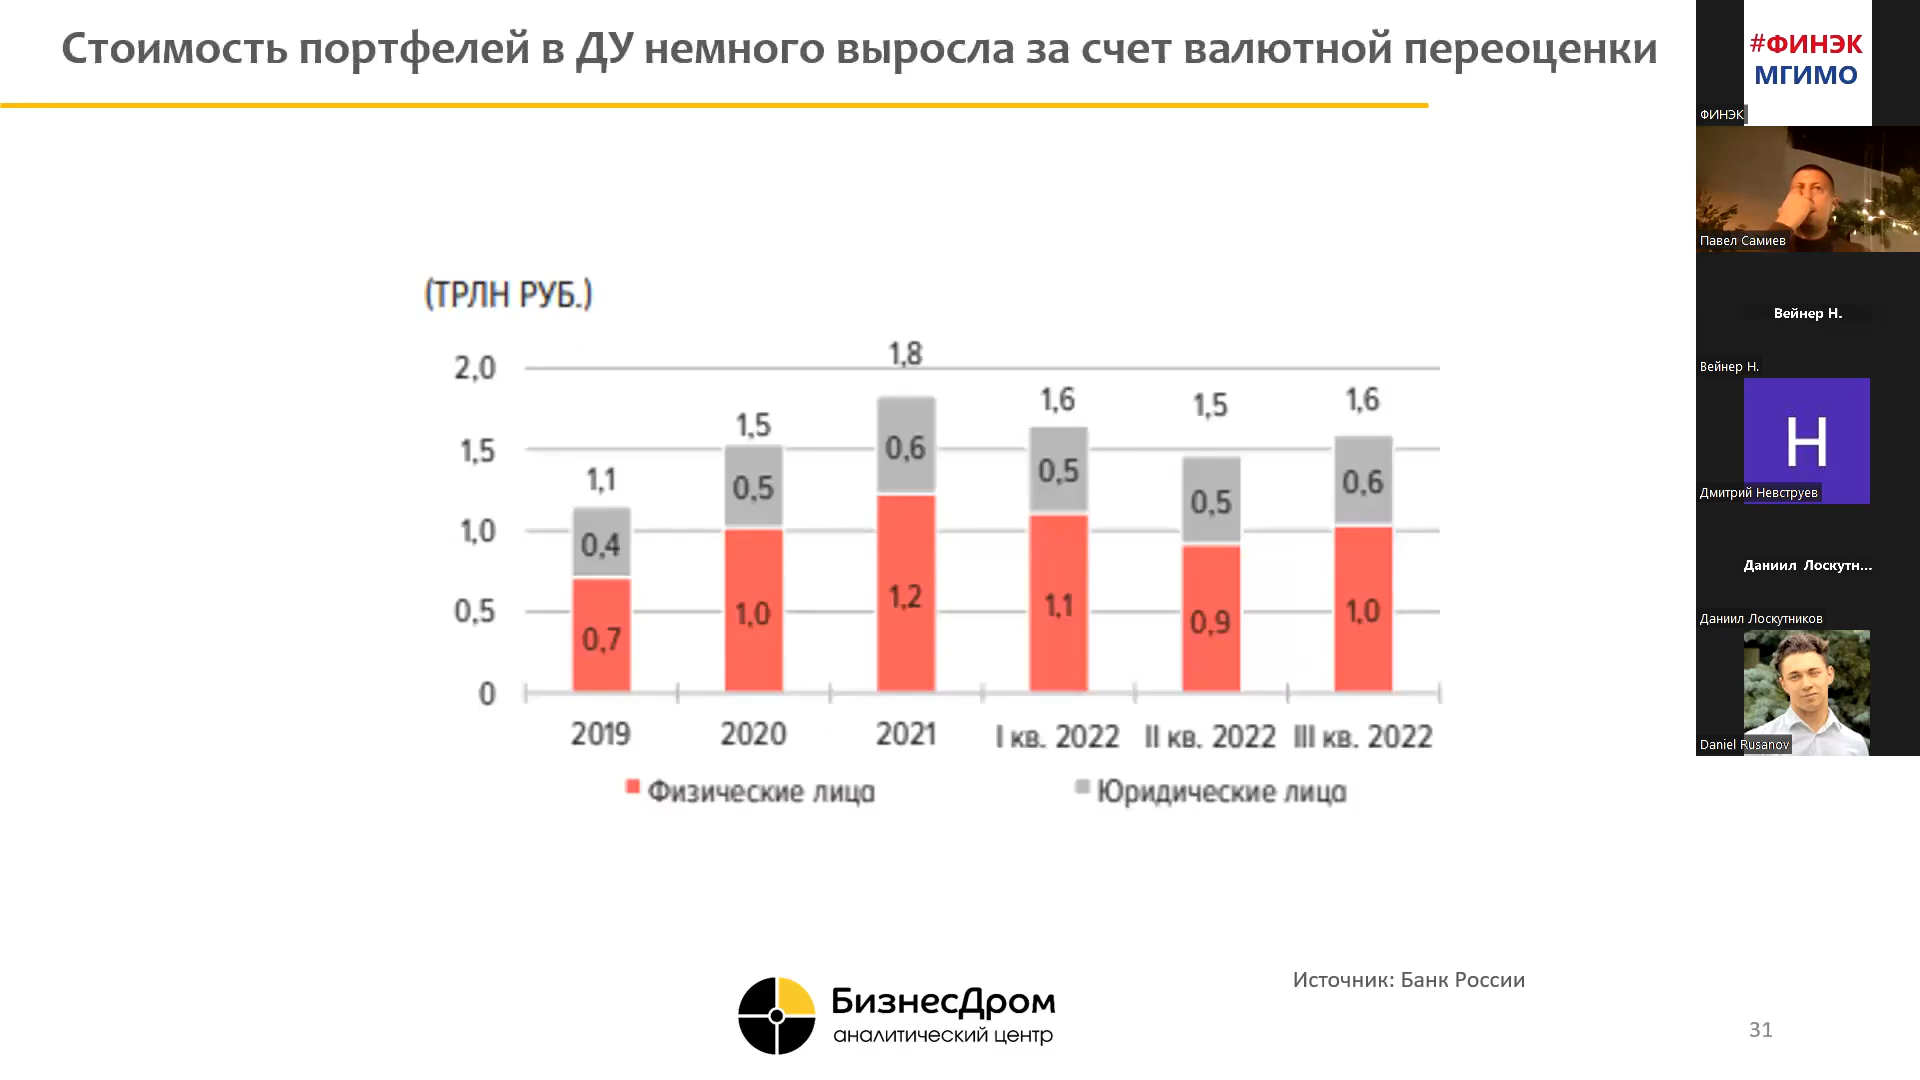 Стоимость портфелей в ДУ немного выросла за счет валютной переоценки
(ТРЛН РУБ.)
2,0
1,5
1,0
0,5
0
1,1
0,4
0,7
1,5
0,5
1,0
1,8
0,6
1,2
1,6
0,5
1,1
1,5
0,5
0,9
1,6
0,6
1,0
2019
2020
2021
I кв. 2022
II кв. 2022
III кв. 2022
Физические лица
Юридические лица
Источник: Банк России
БизнесДром
аналитический центр
31
#ФИНЭК
МГИМО
ФИНЭК
Павел Самиев
Вейнер Н.
Вейнер Н.
Н
Дмитрий Невструев
Даниил Лоскутн...
Даниил Лоскутников
Daniel Rusanov